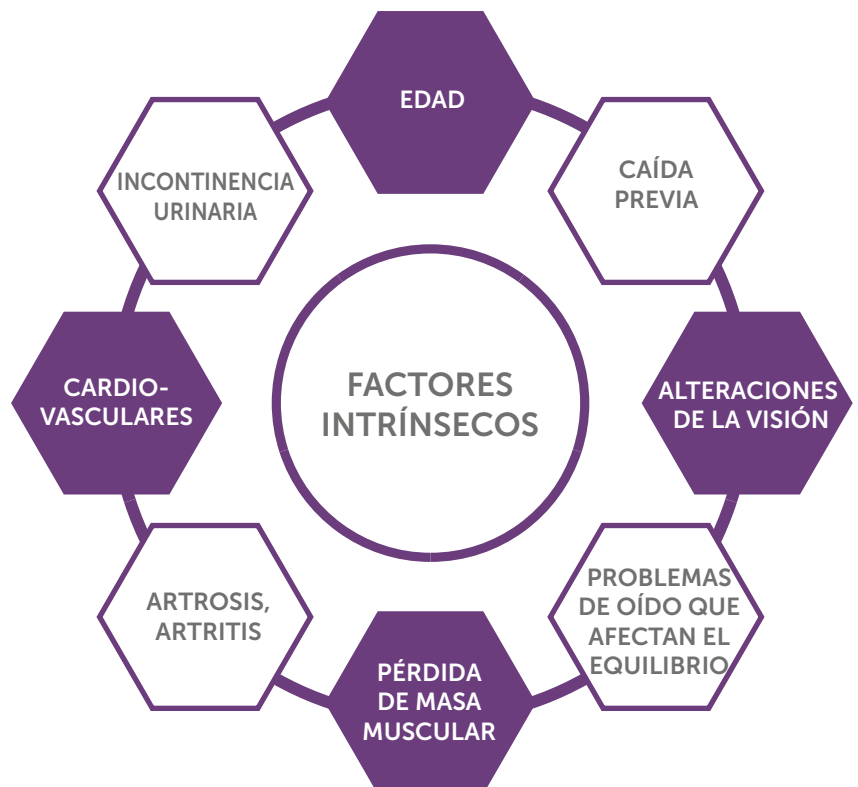 EDAD
CAÍDA
PREVIA
ALTERACIONES
DE LA VISIÓN
PROBLEMAS
DE OÍDO QUE
AFECTAN EL
EQUILIBRIO
PÉRDIDA
DE MASA
MUSCULAR
ARTROSIS,
ARTRITIS
CARDIO-
VASCULARES
INCONTINENCIA
URINARIA
FACTORES
INTRÍNSECOS